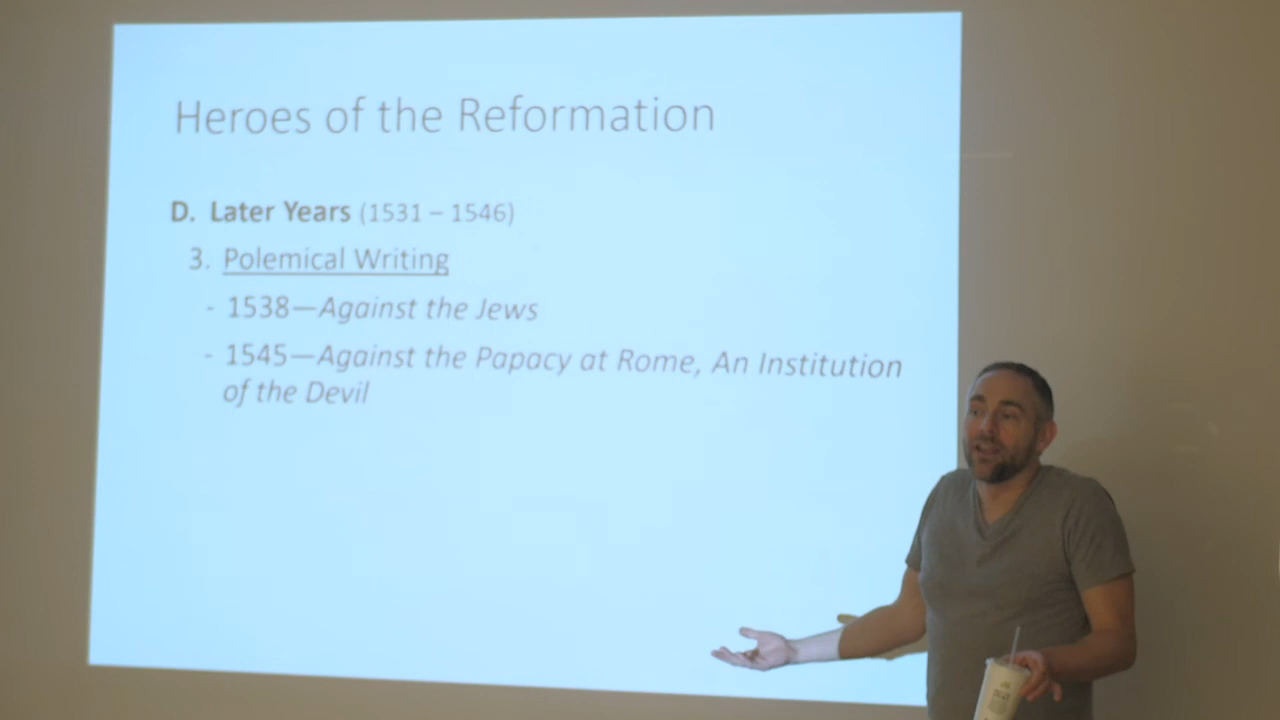 Heroes of the Reformation
D. Later Years (1531 – 1546)
3. Polemical Writing
- 1538—Against the Jews
- 1545—Against the Papacy at Rome, An Institution
of the Devil